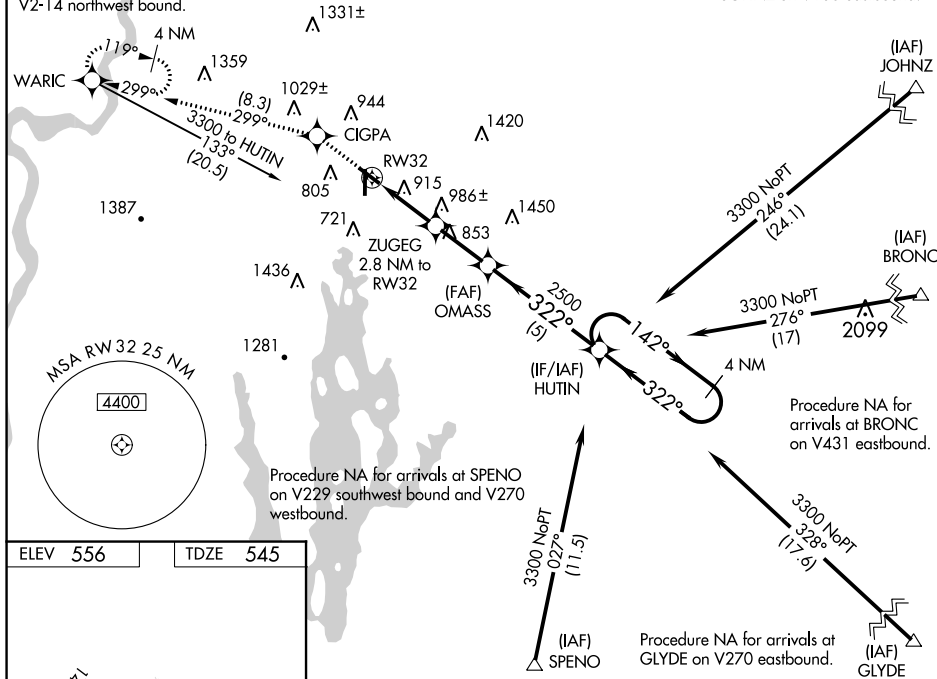 V2-14 northwest bound.
1331±
4 NM
119°
1359
(IAF)
JOHNZ
WARIC
299°
(8.3)
299°
1029±
944
1420
CIGPA
3300 to HUTIN
133°
(20.5)
RW32
805
915
986±
3300 NoPT
246°
(24.1)
1387
721
1450
853
ZUGEG
2.8 NM to
RW32
(IAF)
BRONC
1436
(FAF)
OMASS
2500
322°
(5)
3300 NoPT
276°
(17)
2099
142°
1281
(IF/IAF)
HUTIN
4 NM
322°
MSA RW 32 25 NM
4400
Procedure NA for
arrivals at BRONC
on V431 eastbound.
Procedure NA for arrivals at SPENO
on V229 southwest bound and V270
westbound.
3300 NoPT
027°
(11.5)
3300 NoPT
328°
(17.6)
ELEV 556
TDZE 545
(IAF)
SPENO
Procedure NA for arrivals at
GLYDE on V270 eastbound.
(IAF)
GLYDE